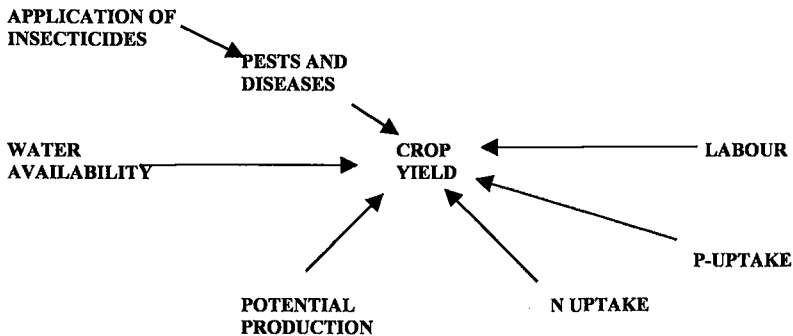 APPLICATION OF
INSECTICIDES
PESTS AND
DISEASES
WATER
AVAILABILITY
CROP
YIELD
LABOUR
P-UPTAKE
POTENTIAL
PRODUCTION
N UPTAKE